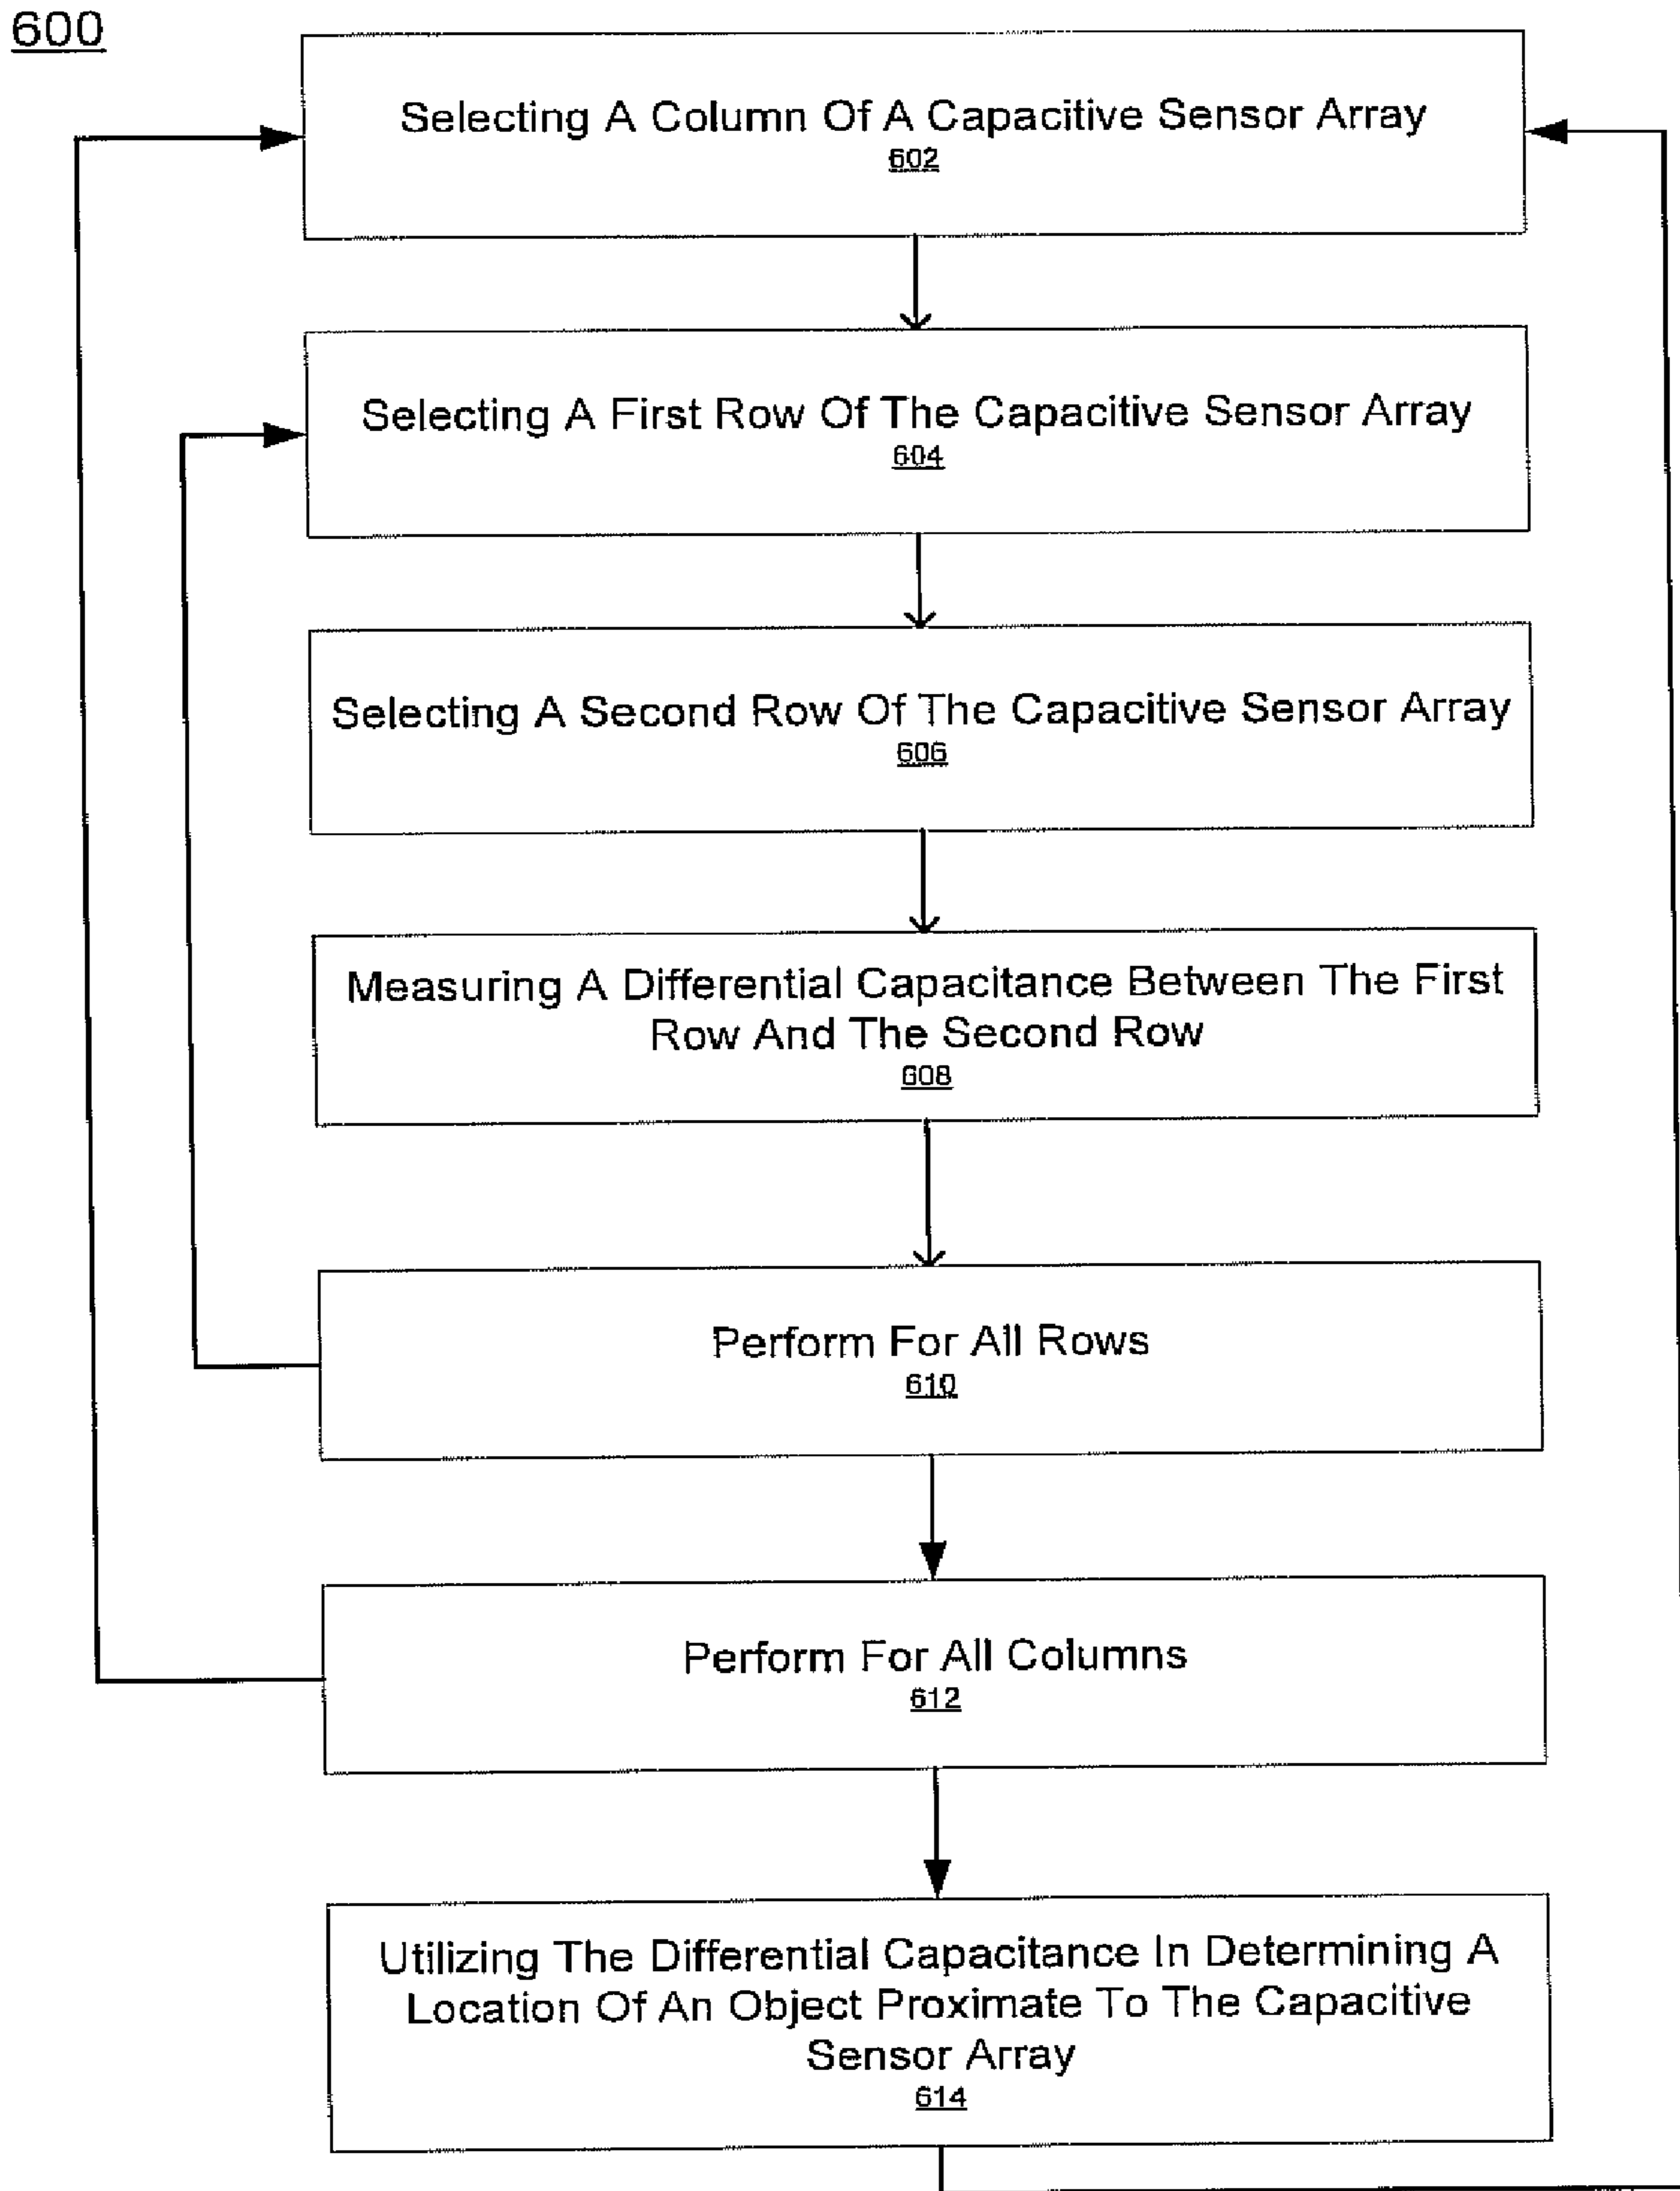 600
Selecting A Column Of A Capacitive Sensor Array
602
Selecting A First Row Of The Capacitive Sensor Array
604
Selecting A Second Row Of The Capacitive Sensor Array
606
Measuring A Differential Capacitance Between The First
Row And The Second Row
608
Perform For All Rows
610
Perform For All Columns
612
Utilizing The Differential Capacitance In Determining A
Location Of An Object Proximate To The Capacitive
Sensor Array
614